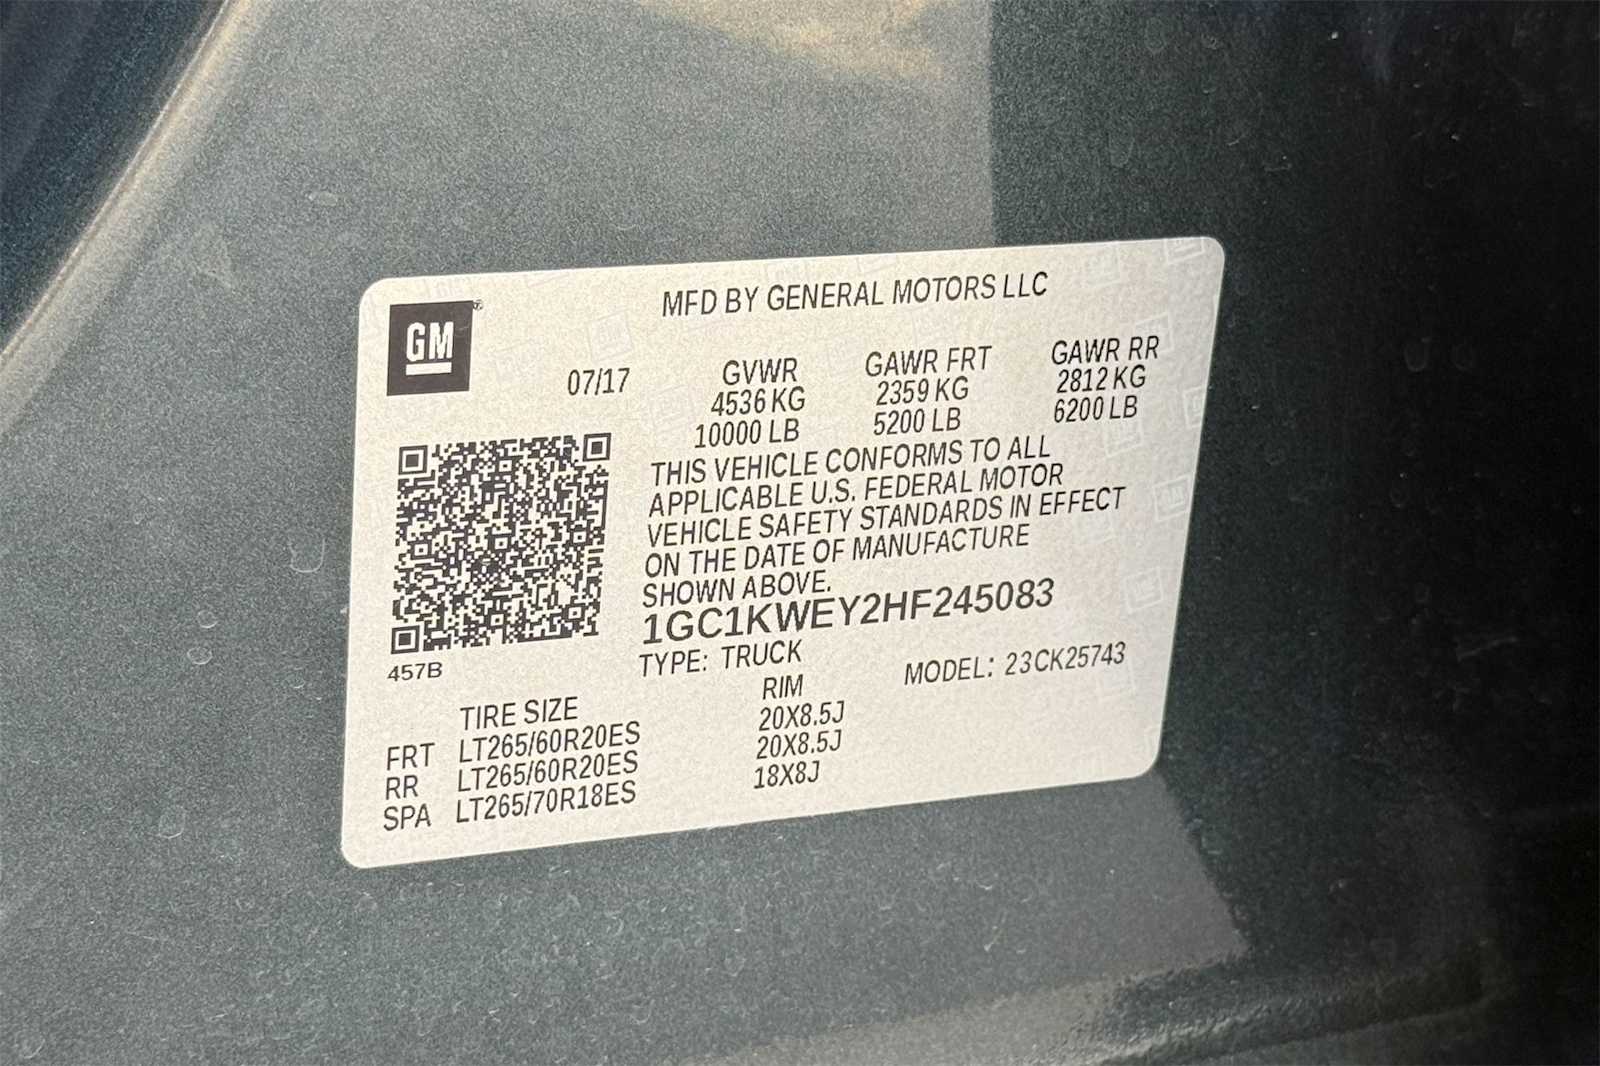 MFD BY GENERAL MOTORS LLC
GM®
07/17 GVWR GAWR FRT GAWR RR
4536 KG 2359 KG 2812 KG
10000 LB 5200 LB 6200 LB
THIS VEHICLE CONFORMS TO ALL
APPLICABLE U.S. FEDERAL MOTOR
VEHICLE SAFETY STANDARDS IN EFFECT
ON THE DATE OF MANUFACTURE
SHOWN ABOVE.
1GC1KWEY2HF245083
457B
TYPE: TRUCK MODEL: 23CK25743
TIRE SIZE RIM
FRT LT265/60R20ES 20X8.5J
RR LT265/60R20ES 20X8.5J
SPA LT265/70R18ES 18X8J